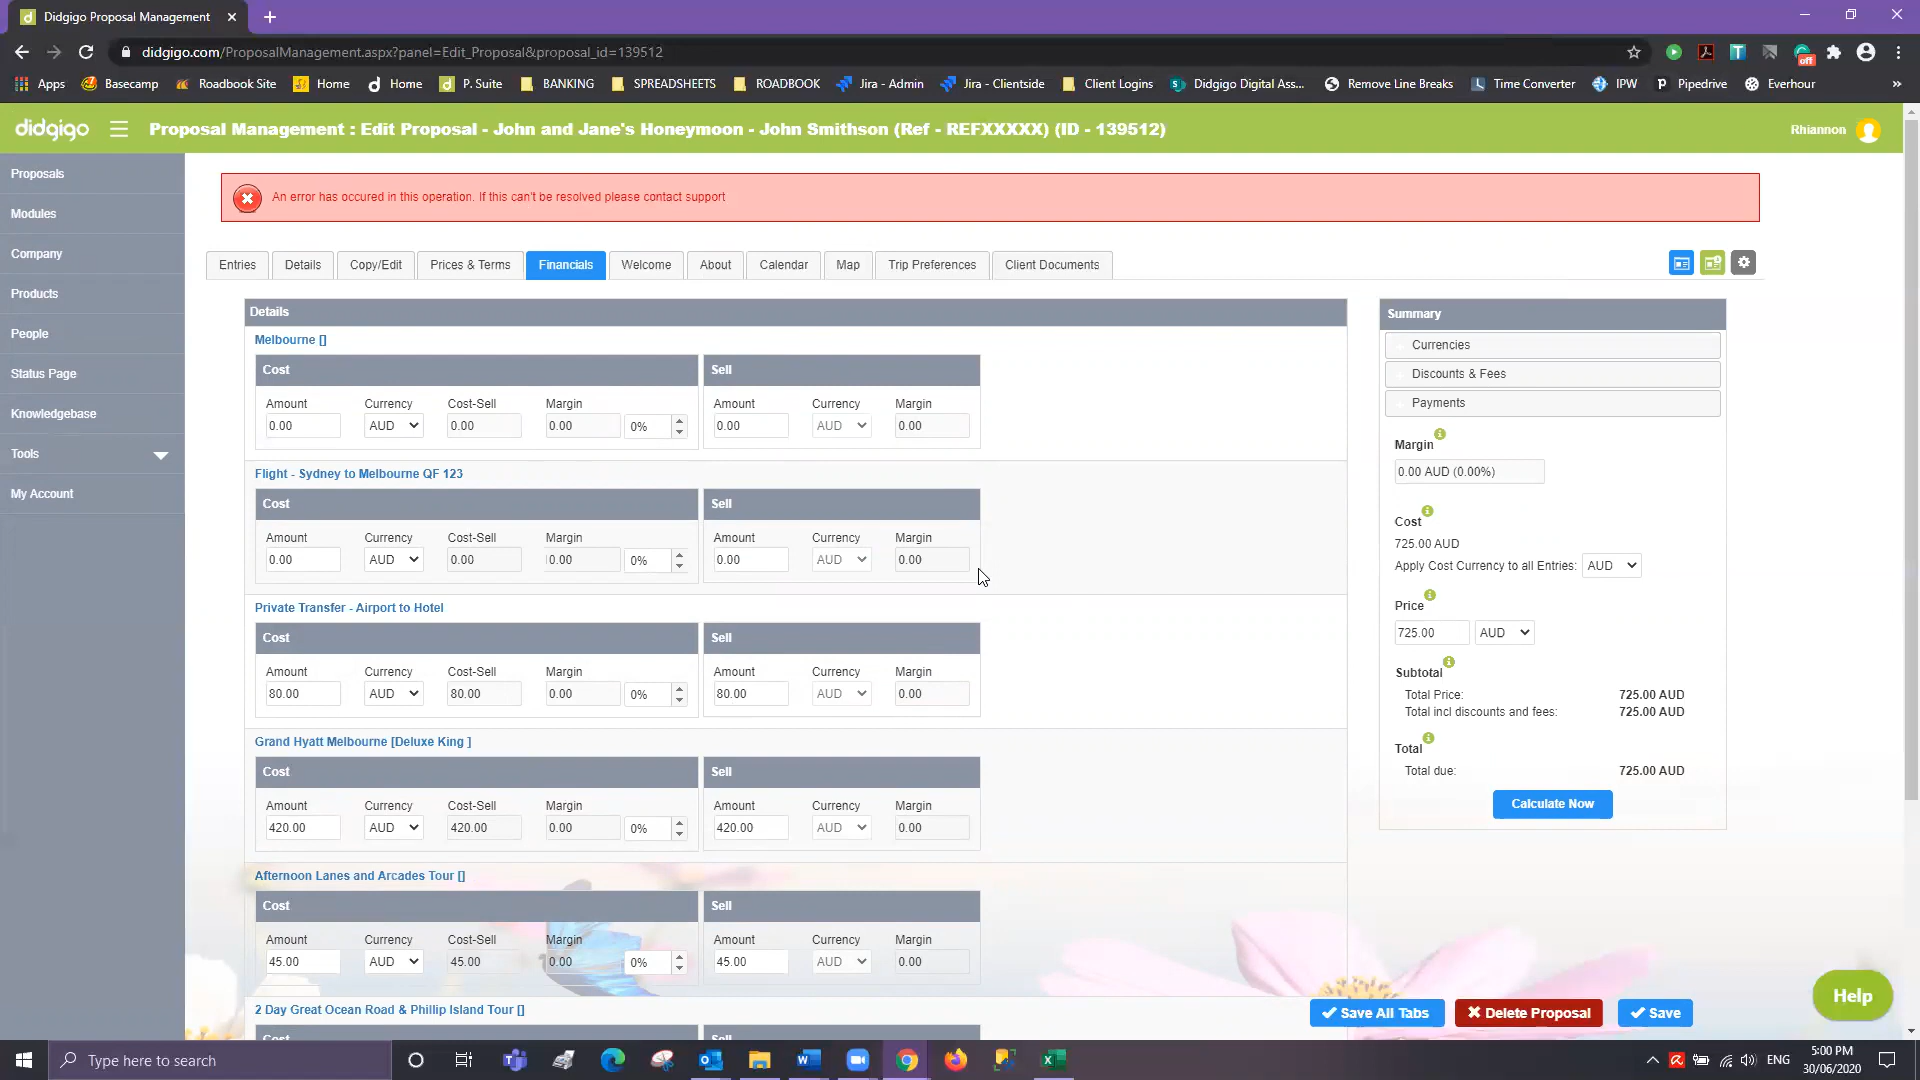 Didgigo Proposal Management
didgigo.com/ProposalManagement.aspx?panel=Edit_Proposal&proposal_id=139512
off
Apps Basecamp Roadbook Site Home Home P. Suite BANKING SPREADSHEETS ROADBOOK Jira - Admin Jira - Clientside Client Logins Didgigo Digital Ass... Remove Line Breaks Time Converter IPW Pipedrive Everhour »
didgigo Proposal Management : Edit Proposal - John and Jane's Honeymoon - John Smithson (Ref - REFXXXXX) (ID - 139512) Rhiannon
Proposals
Modules
Company
Products
People
Status Page
Knowledgebase
Tools
My Account
An error has occured in this operation. If this can't be resolved please contact support
Entries Details Copy/Edit Prices & Terms Financials Welcome About Calendar Map Trip Preferences Client Documents
Details
Melbourne []
Cost Sell
Amount Currency Cost-Sell Margin Amount Currency Margin
0.00 AUD 0.00 0.00 0% 0.00 AUD 0.00
Flight - Sydney to Melbourne QF 123
Cost Sell
Amount Currency Cost-Sell Margin Amount Currency Margin
0.00 AUD 0.00 0.00 0% 0.00 AUD 0.00
Private Transfer - Airport to Hotel
Cost Sell
Amount Currency Cost-Sell Margin Amount Currency Margin
80.00 AUD 80.00 0.00 0% 80.00 AUD 0.00
Grand Hyatt Melbourne [Deluxe King ]
Cost Sell
Amount Currency Cost-Sell Margin Amount Currency Margin
420.00 AUD 420.00 0.00 0% 420.00 AUD 0.00
Afternoon Lanes and Arcades Tour []
Cost Sell
Amount Currency Cost-Sell Margin Amount Currency Margin
45.00 AUD 45.00 0.00 0% 45.00 AUD 0.00
2 Day Great Ocean Road & Phillip Island Tour []
Cost Sell
Summary
Currencies
Discounts & Fees
Payments
Margin
0.00 AUD (0.00%)
Cost
725.00 AUD
Apply Cost Currency to all Entries: AUD
Price
725.00 AUD
Subtotal
Total Price: 725.00 AUD
Total incl discounts and fees: 725.00 AUD
Total
Total due: 725.00 AUD
Calculate Now
Save All Tabs Delete Proposal Save
Help
Type here to search
ENG
5:00 PM
30/06/2020